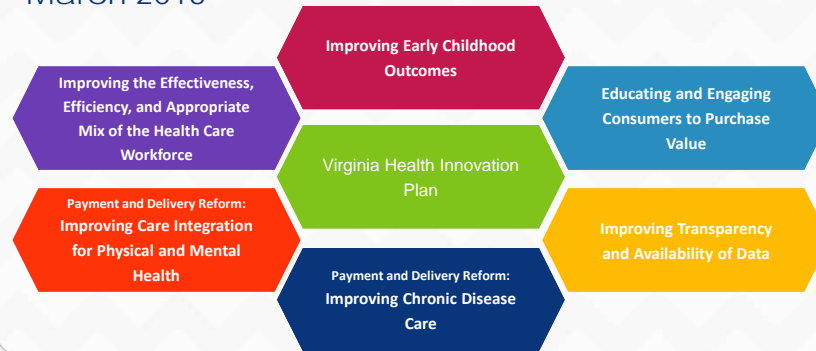 March
Improving Early Childhood
Outcomes
Improving the Effectiveness,
Efficiency, and Appropriate
Mix of the Health Care
Workforce
Educating and Engaging
Consumers to Purchase
Value
Virginia Health Innovation
Plan
Payment and Delivery Reform:
Improving Care Integration
for Physical and Mental
Health
Improving Transparency
and Availability of Data
Payment and Delivery Reform:
Improving Chronic Disease
Care